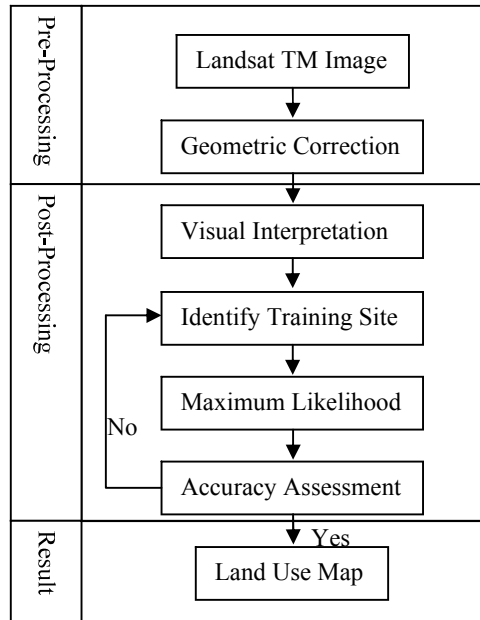 Pre-Processing
Landsat TM Image
Geometric Correction
Post-Processing
Visual Interpretation
Identify Training Site
Maximum Likelihood
No
Accuracy Assessment
Yes
Result
Land Use Map